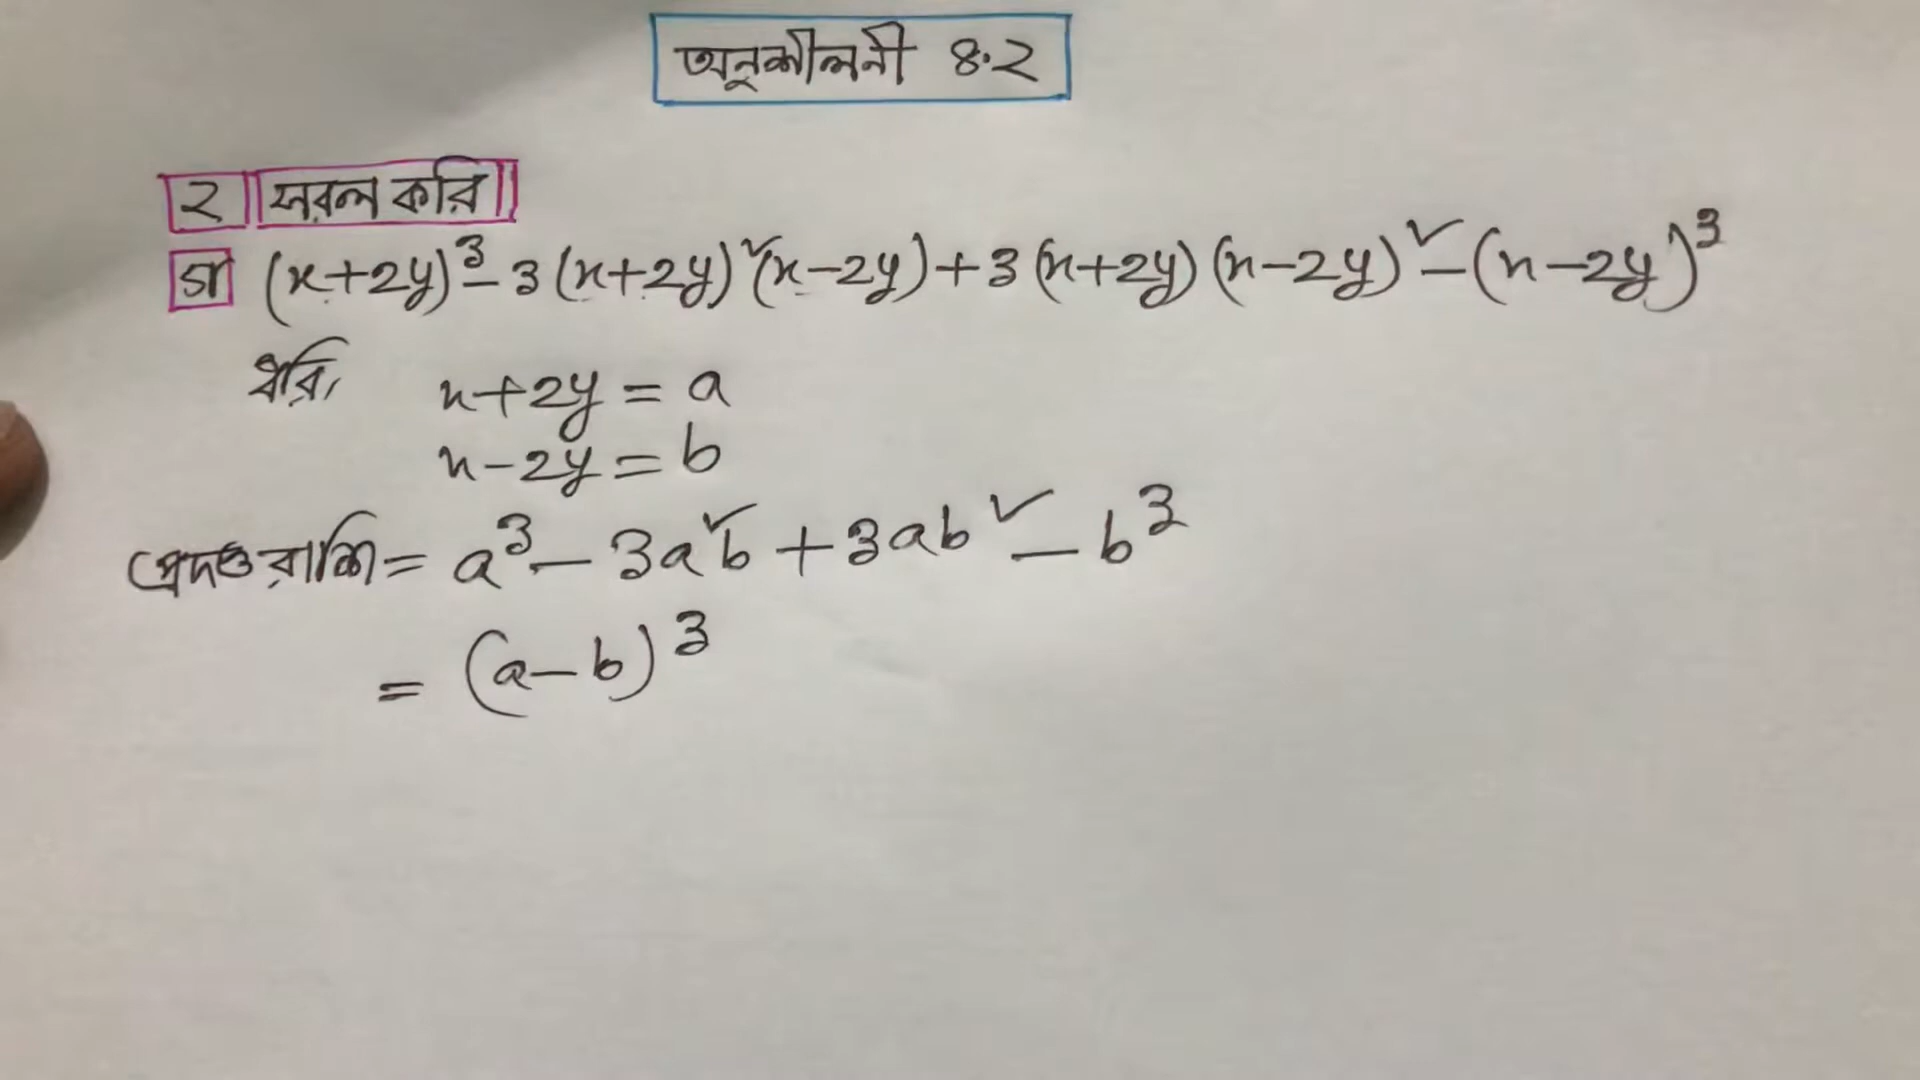 অনুশীলনী ৪.২
২ সরল করি ॥
গ (x+2y)³ - 3(x+2y)²(x-2y) + 3(x+2y)(x-2y)² - (x-2y)³
ধরি, x+2y = a
x-2y = b
প্রদত্ত রাশি = a³ - 3a²b + 3ab² - b³
= (a-b)³